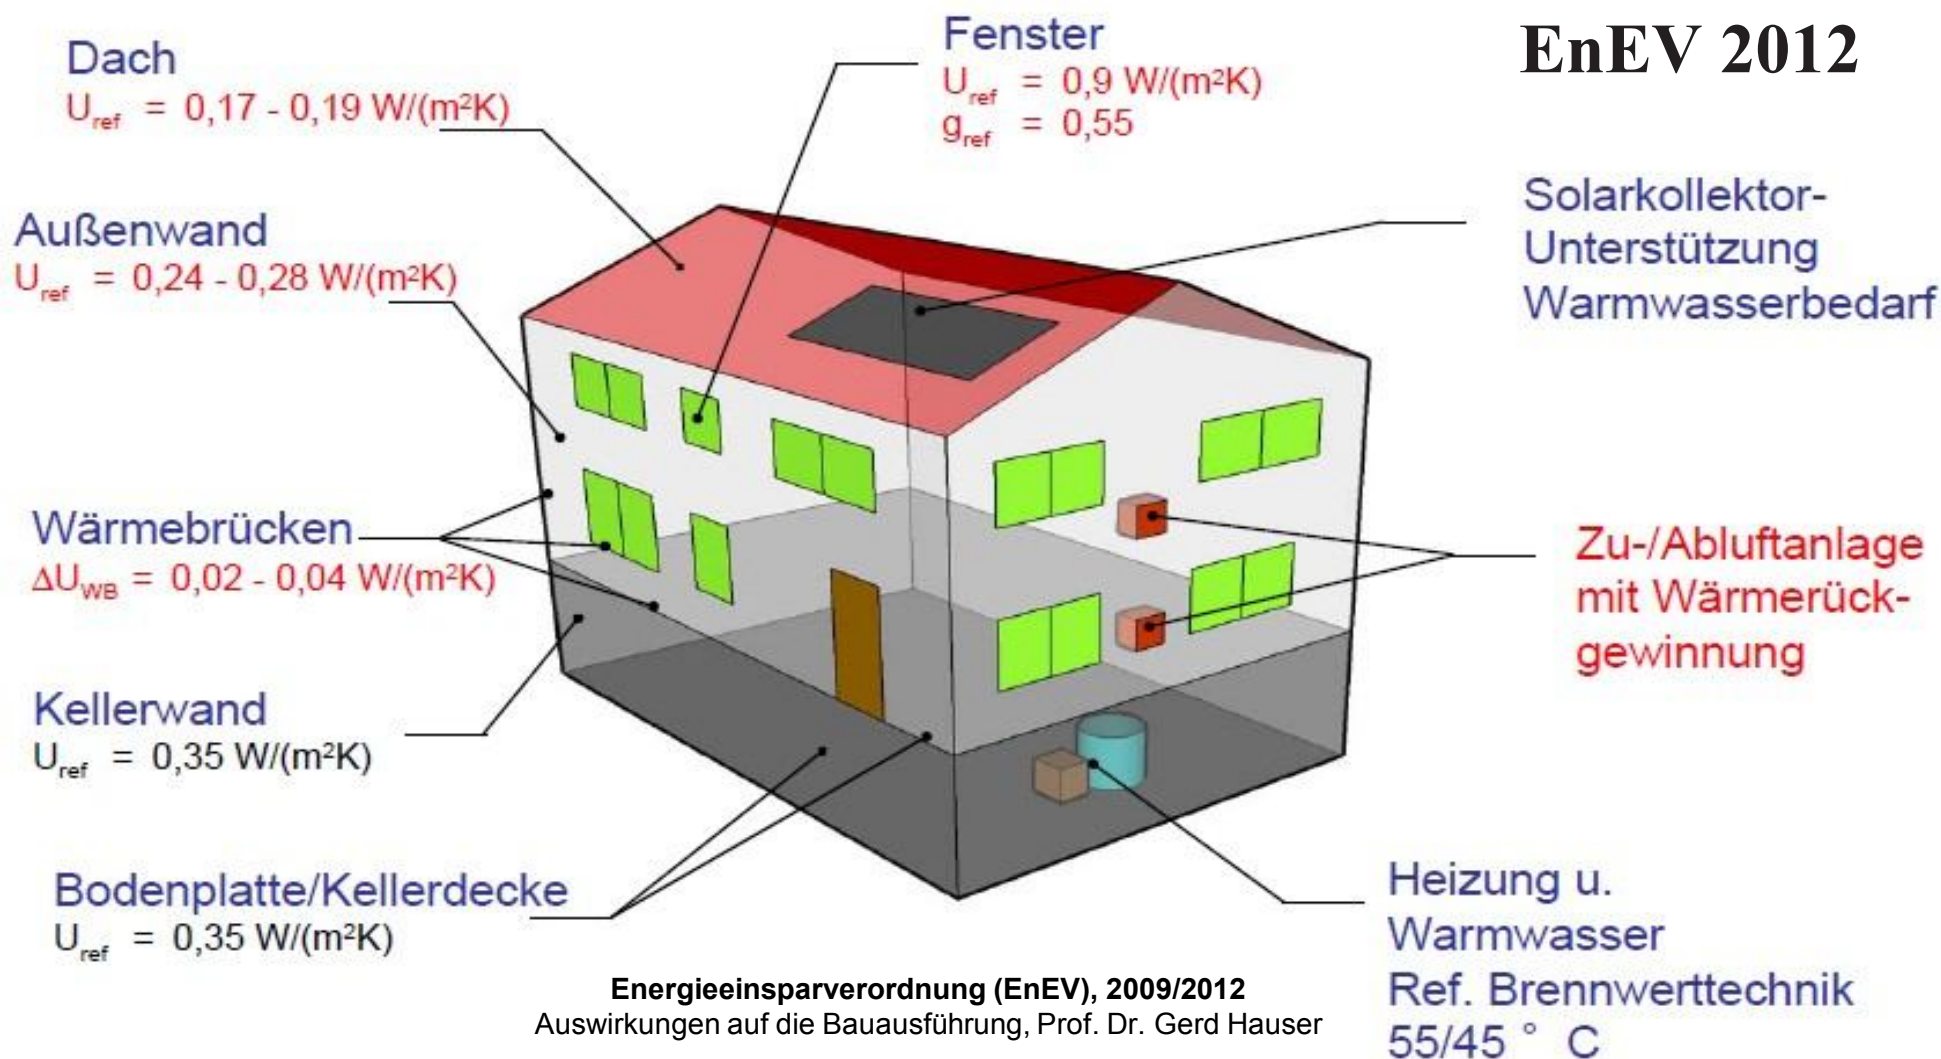 EnEV 2012
Dach
U_ref = 0,17 - 0,19 W/(m²K)
Fenster
U_ref = 0,9 W/(m²K)
g_ref = 0,55
Außenwand
U_ref = 0,24 - 0,28 W/(m²K)
Solarkollektor-
Unterstützung
Warmwasserbedarf
Wärmebrücken
ΔU_WB = 0,02 - 0,04 W/(m²K)
Zu-/Abluftanlage
mit Wärmerück-
gewinnung
Kellerwand
U_ref = 0,35 W/(m²K)
Bodenplatte/Kellerdecke
U_ref = 0,35 W/(m²K)
Heizung u.
Warmwasser
Ref. Brennwerttechnik
55/45 ° C
Energieeinsparverordnung (EnEV), 2009/2012
Auswirkungen auf die Bauausführung, Prof. Dr. Gerd Hauser